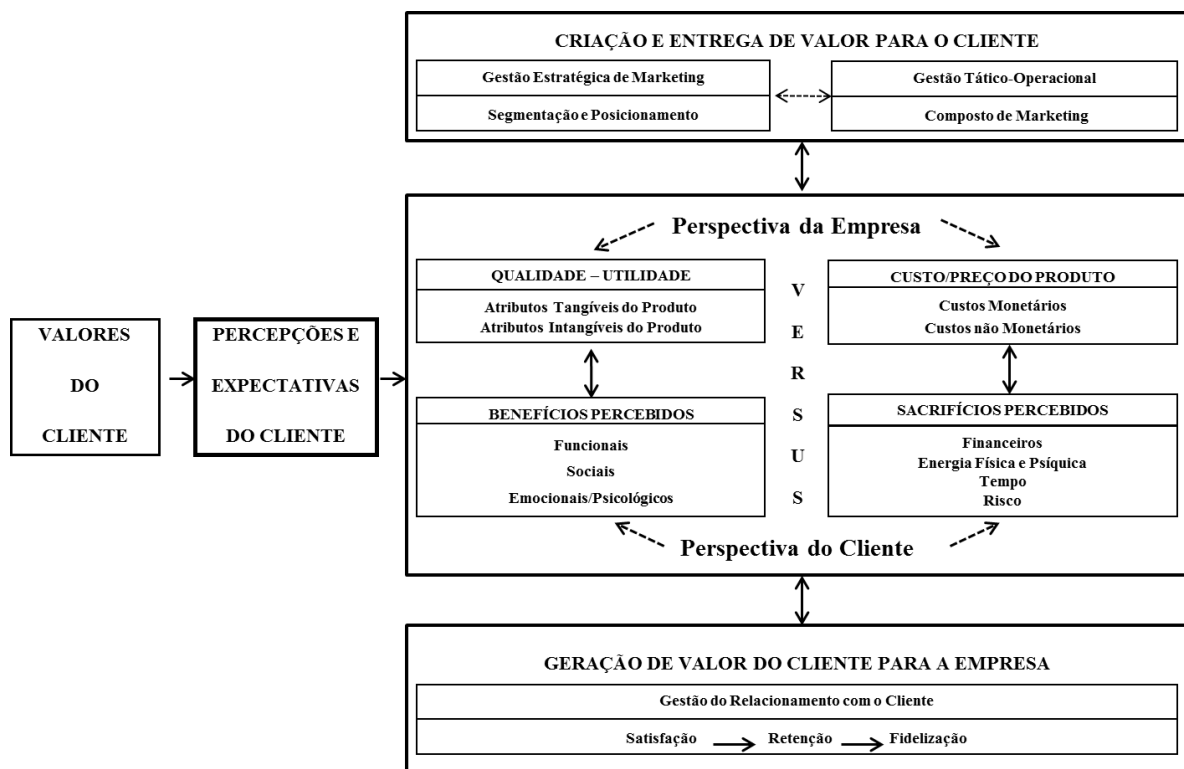 CRIAÇÃO E ENTREGA DE VALOR PARA O CLIENTE
Gestão Estratégica de Marketing
Segmentação e Posicionamento
Gestão Tático-Operacional
Composto de Marketing
VALORES
DO
CLIENTE
PERCEPÇÕES E
EXPECTATIVAS
DO CLIENTE
Perspectiva da Empresa
QUALIDADE – UTILIDADE
Atributos Tangíveis do Produto
Atributos Intangíveis do Produto
BENEFÍCIOS PERCEBIDOS
Funcionais
Sociais
Emocionais/Psicológicos
V
E
R
S
U
S
CUSTO/PREÇO DO PRODUTO
Custos Monetários
Custos não Monetários
SACRIFÍCIOS PERCEBIDOS
Financeiros
Energia Física e Psíquica
Tempo
Risco
Perspectiva do Cliente
GERAÇÃO DE VALOR DO CLIENTE PARA A EMPRESA
Gestão do Relacionamento com o Cliente
Satisfação Retenção Fidelização